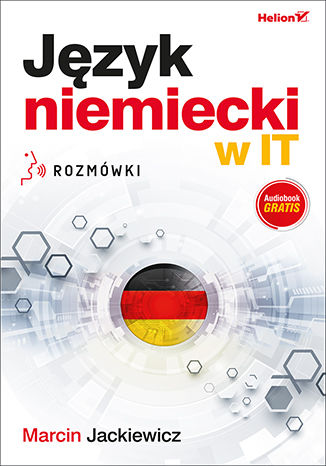 Helion
Język
niemiecki
w IT
ROZMÓWKI
Audiobook
GRATIS
Marcin Jackiewicz